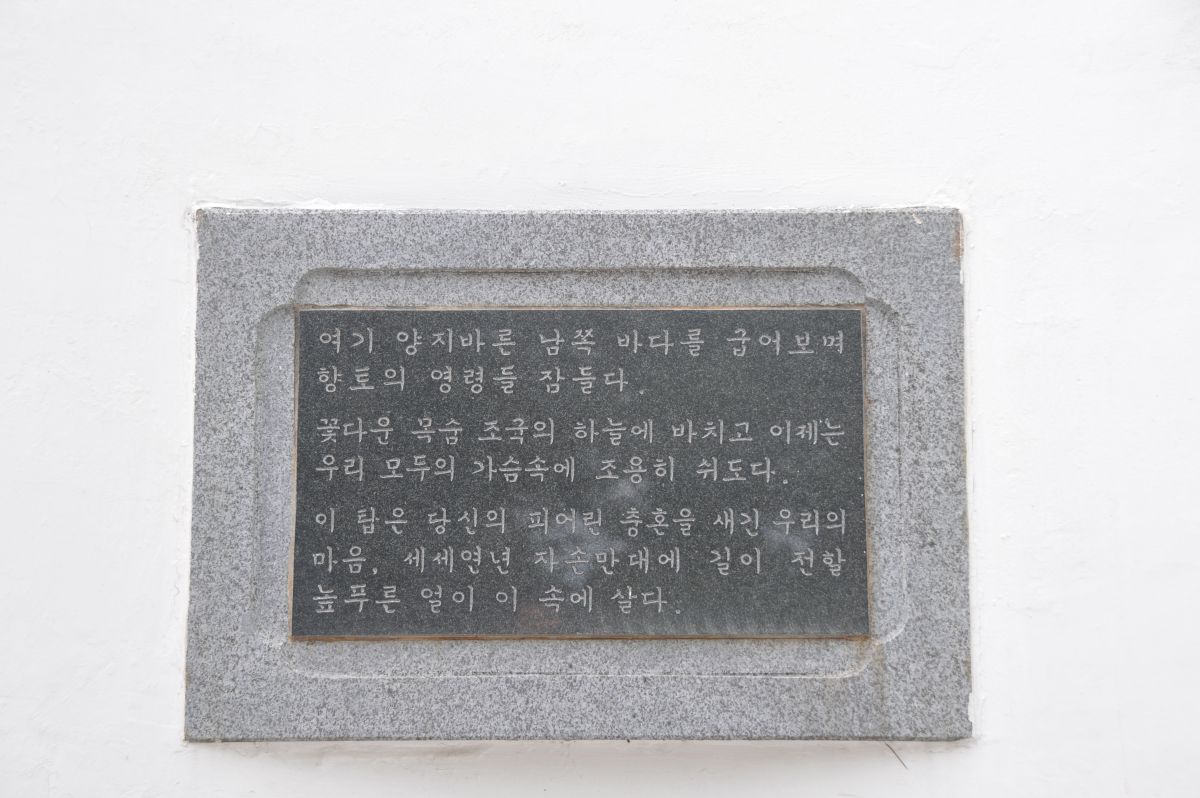 여기 양지바른 남쪽 바다를 굽어보며
향토의 영령들 잠들다.
꽃다운 목숨 조국의 하늘에 바치고 이제는
우리 모두의 가슴속에 조용히 쉬도다.
이 탑은 당신의 피어린 충혼을 새긴 우리의
마음, 세세연년 자손만대에 길이 전할
높푸른 얼이 이 속에 살다.